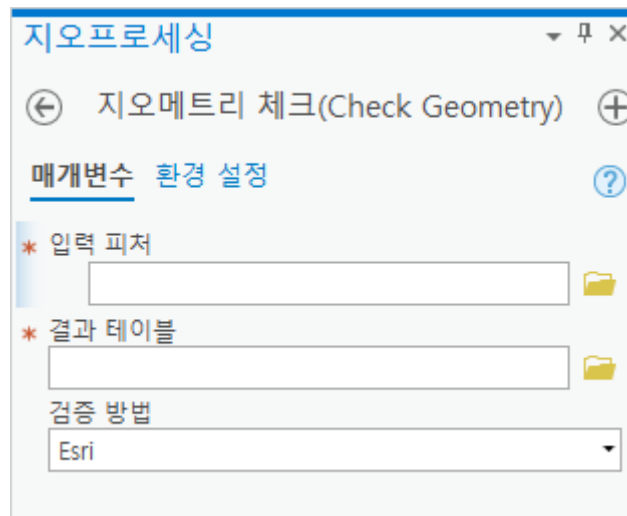 지오프로세싱
지오메트리 체크(Check Geometry)
매개변수 환경 설정
* 입력 피처
* 결과 테이블
검증 방법
Esri